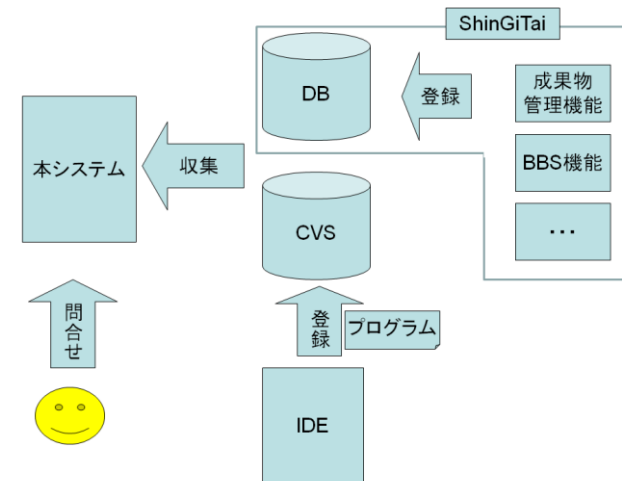 ShinGiTai
DB
登録
成果物
管理機能
本システム
収集
BBS機能
CVS
・・・
問合せ
登録
プログラム
IDE